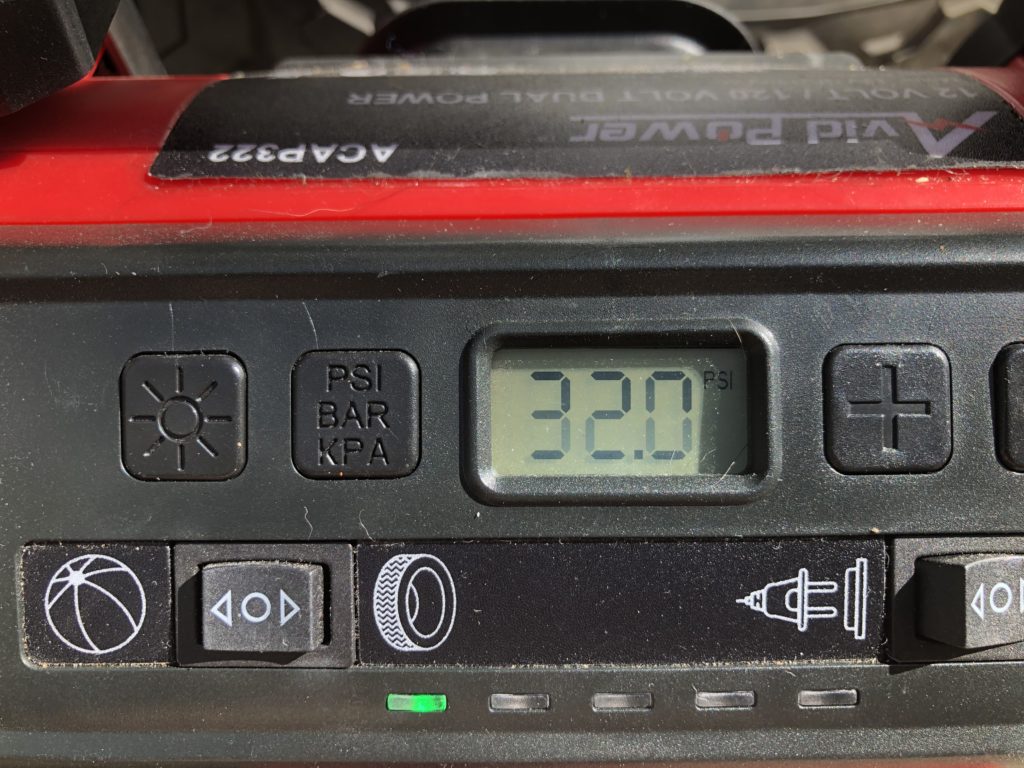 12 VOLT / 120 VOLT DUAL POWER
Avid Power
ACAP322
PSI
BAR
KPA
32.0 PSI